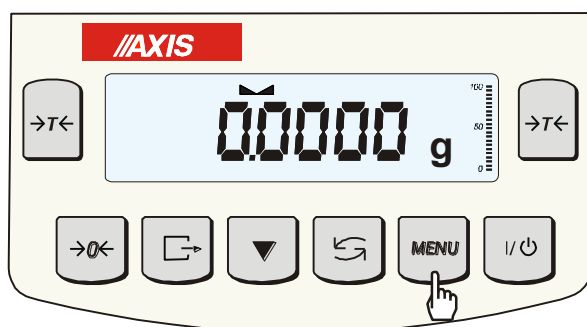 //AXIS
→T←
0.0000 g
100
50
0
→T←
→0←
MENU
I/⏻